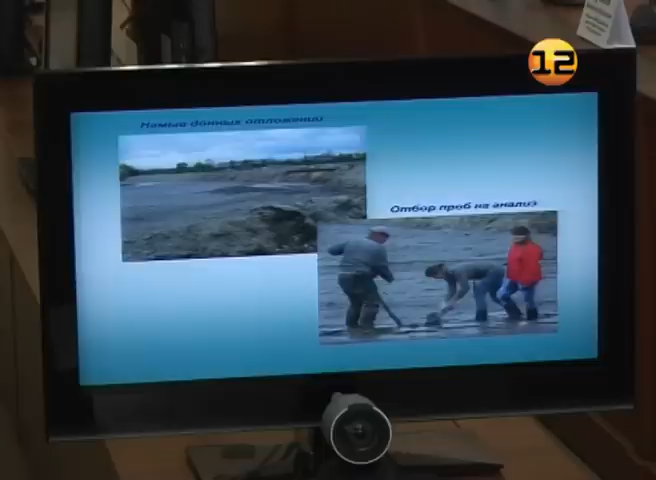 12
Намыв донных отложений
Отбор проб на анализ